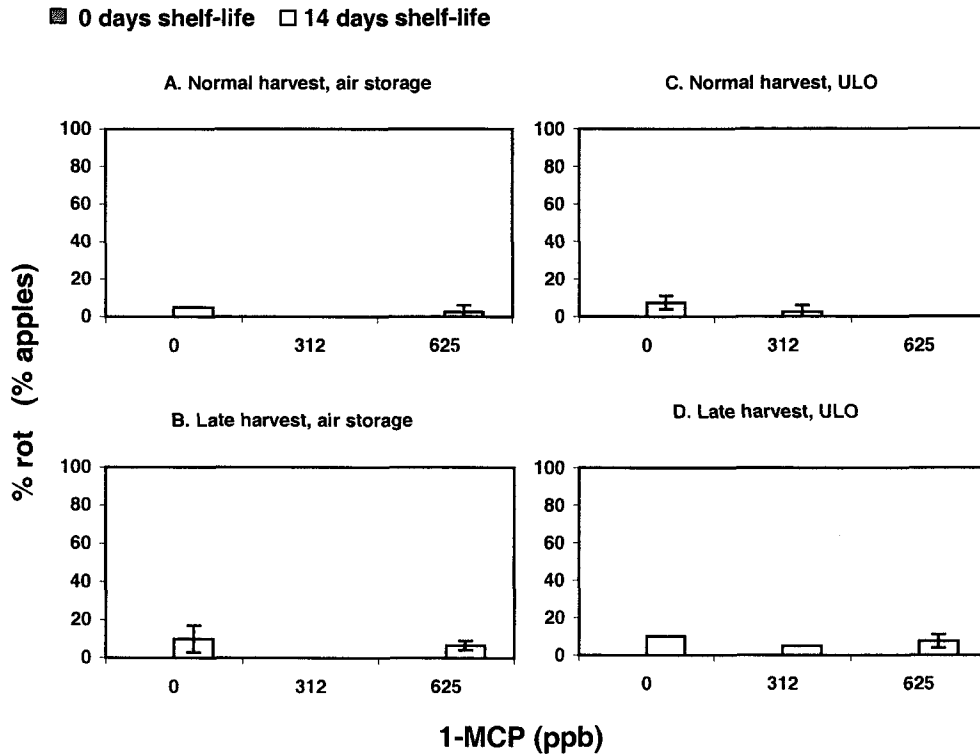 0 days shelf-life 14 days shelf-life
A. Normal harvest, air storage
100
80
60
40
20
0
0 312 625
C. Normal harvest, ULO
100
80
60
40
20
0
0 312 625
B. Late harvest, air storage
100
80
60
40
20
0
0 312 625
D. Late harvest, ULO
100
80
60
40
20
0
0 312 625
% rot (% apples)
1-MCP (ppb)